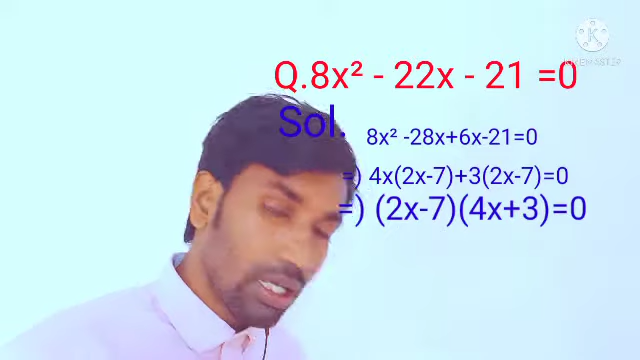 KINEMASTER
Q.8x² - 22x - 21 =0
Sol.
8x² -28x+6x-21=0
=) 4x(2x-7)+3(2x-7)=0
=) (2x-7)(4x+3)=0